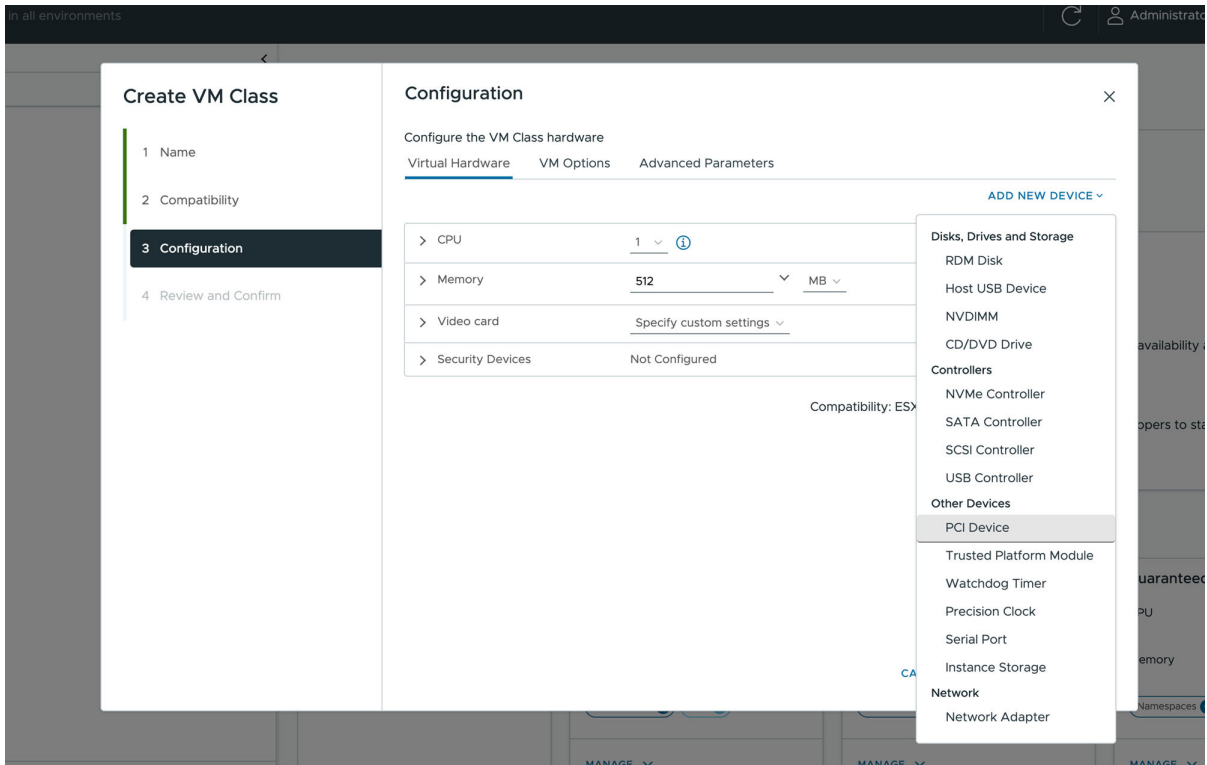 in all environments
Administrato
Create VM Class
1 Name
2 Compatibility
3 Configuration
4 Review and Confirm
Configuration
Configure the VM Class hardware
Virtual Hardware VM Options Advanced Parameters
ADD NEW DEVICE
CPU 1
Memory 512 MB
Video card Specify custom settings
Security Devices Not Configured
Compatibility: ESX
CA
Disks, Drives and Storage
RDM Disk
Host USB Device
NVDIMM
CD/DVD Drive
Controllers
NVMe Controller
SATA Controller
SCSI Controller
USB Controller
Other Devices
PCI Device
Trusted Platform Module
Watchdog Timer
Precision Clock
Serial Port
Instance Storage
Network
Network Adapter
availability a
opers to sta
uaranteed
PU
emory
Namespaces
MANAGE MANAGE MANAGE